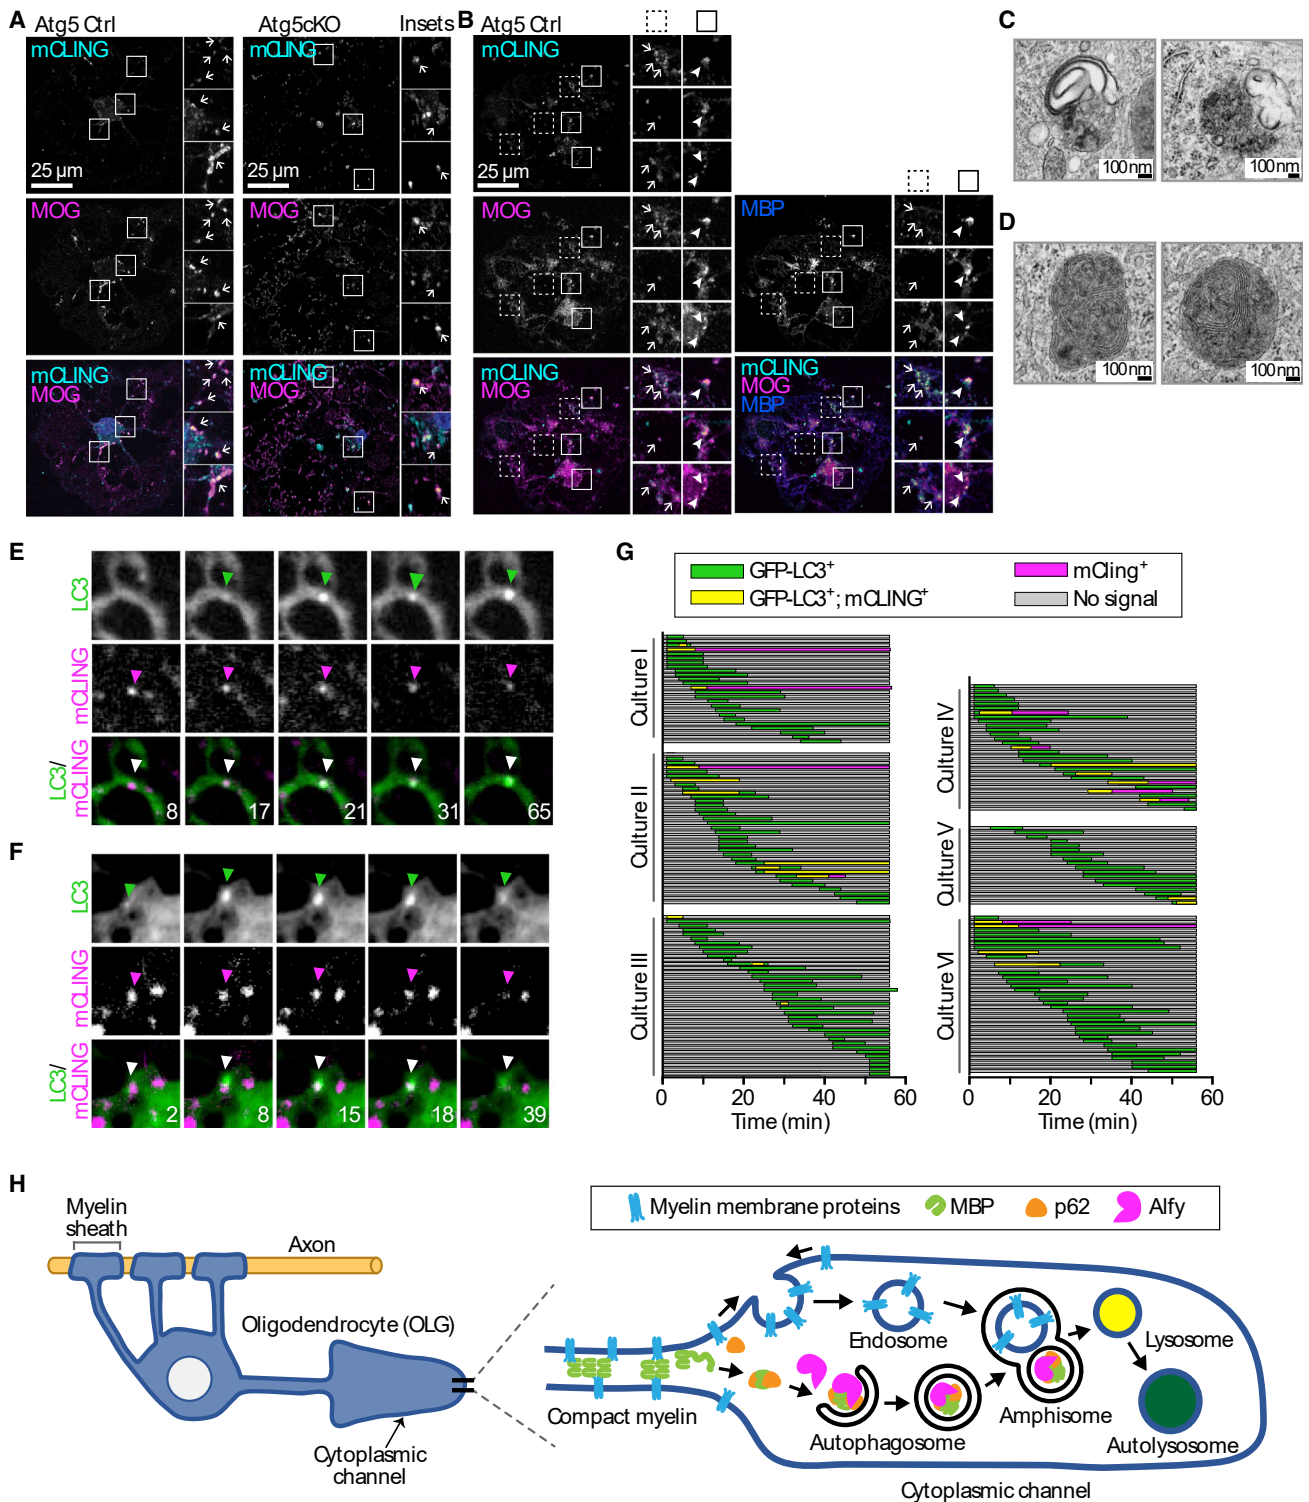 A
Atg5 Ctrl
Atg5cKO
Insets
mCLING
mCLING
25 µm
25 µm
MOG
MOG
mCLING
MOG
mCLING
MOG
B
Atg5 Ctrl
mCLING
25 µm
MOG
MBP
mCLING
MOG
mCLING
MOG
MBP
C
100nm
100nm
D
100nm
100nm
E
LC3
mCLING
LC3/
mCLING
8
17
21
31
65
F
LC3
mCLING
LC3/
mCLING
2
8
15
18
39
G
GFP-LC3+
mCling+
GFP-LC3+; mCLING+
No signal
Culture I
Culture II
Culture III
0
20
40
60
Time (min)
Culture IV
Culture V
Culture VI
0
20
40
60
Time (min)
H
Myelin membrane proteins
MBP
p62
Alfy
Myelin
sheath
Axon
Oligodendrocyte (OLG)
Cytoplasmic
channel
Compact myelin
Endosome
Autophagosome
Amphisome
Lysosome
Autolysosome
Cytoplasmic channel